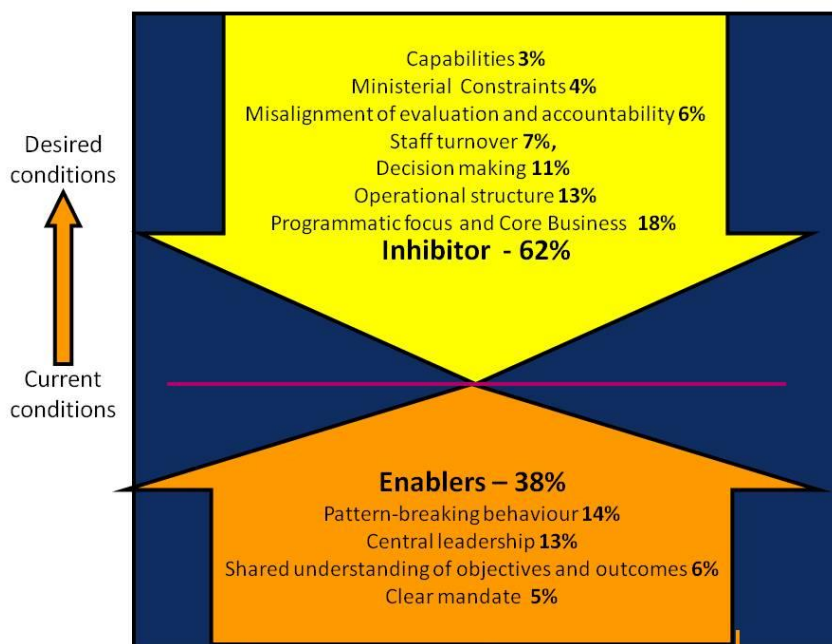 Capabilities 3%
Ministerial Constraints 4%
Misalignment of evaluation and accountability 6%
Staff turnover 7%,
Decision making 11%
Operational structure 13%
Programmatic focus and Core Business 18%
Inhibitor - 62%
Desired
conditions
Current
conditions
Enablers – 38%
Pattern-breaking behaviour 14%
Central leadership 13%
Shared understanding of objectives and outcomes 6%
Clear mandate 5%